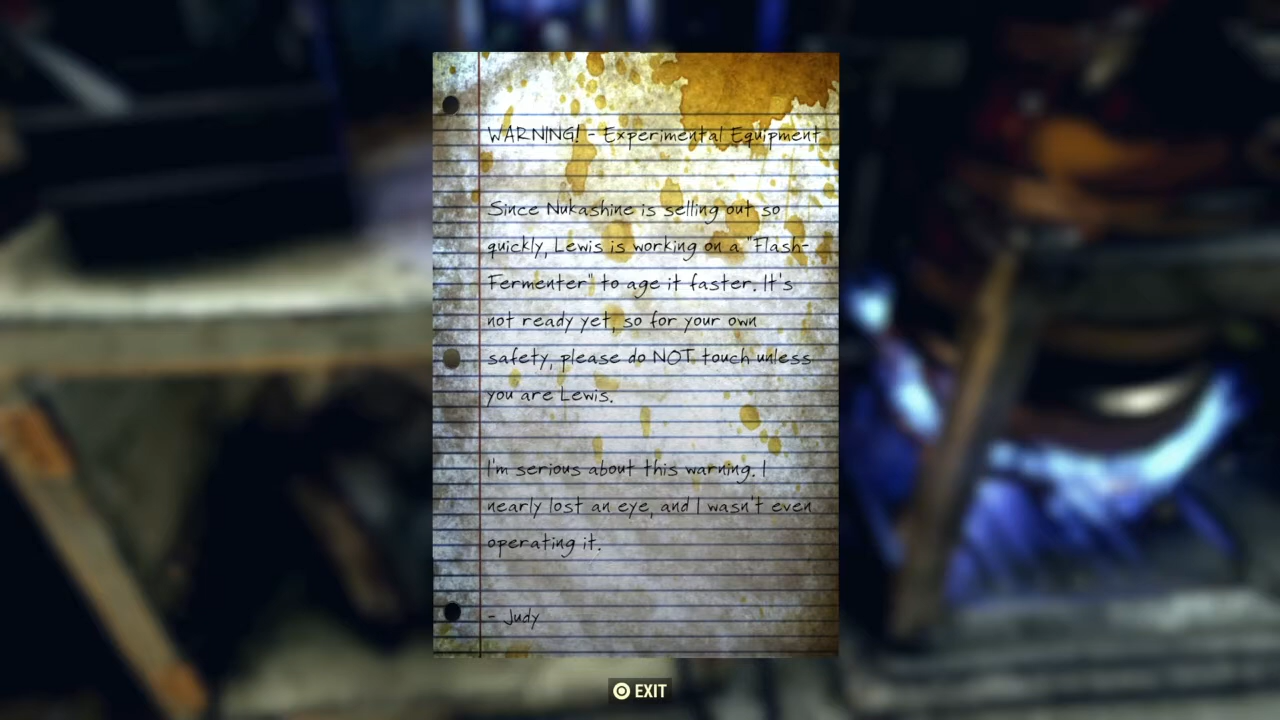 WARNING! - Experimental Equipment
Since Nukashine is selling out so
quickly, Lewis is working on a "Flash-
Fermenter" to age it faster. It's
not ready yet, so for your own
safety, please do NOT touch unless
you are Lewis.
I'm serious about this warning. I
nearly lost an eye, and I wasn't even
operating it.
- Judy
EXIT